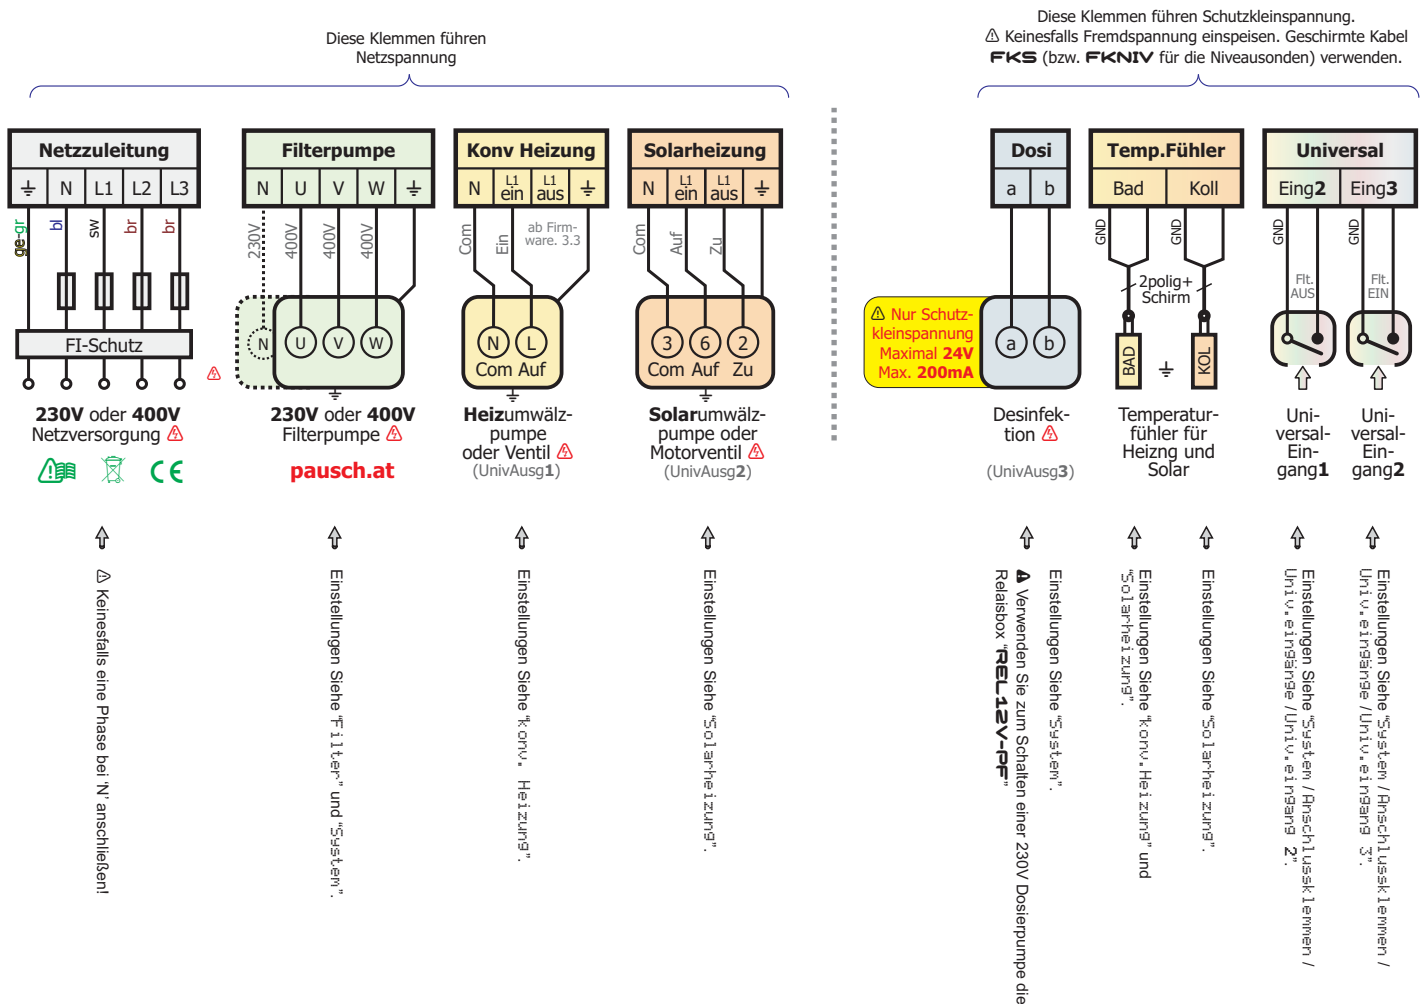 Diese Klemmen führen
Netzspannung
Diese Klemmen führen Schutzkleinspannung.
⚠ Keinesfalls Fremdspannung einspeisen. Geschirmte Kabel
FKS (bzw. FKNIV für die Niveausonden) verwenden.
Netzzuleitung
⏚ N L1 L2 L3
ge-gr bl sw br br
FI-Schutz
230V oder 400V
Netzversorgung
CE
Filterpumpe
N U V W ⏚
230V 400V 400V 400V
N U V W
230V oder 400V
Filterpumpe
pausch.at
Konv Heizung
N L1 ein L1 aus ⏚
Com Ein
ab Firm-
ware. 3.3
N L
Com Auf
Heizumwälz-
pumpe
oder Ventil
(UnivAusg1)
Solarheizung
N L1 ein L1 aus ⏚
Com Auf Zu
3 6 2
Com Auf Zu
Solarumwälz-
pumpe oder
Motorventil
(UnivAusg2)
Dosi
a b
⚠ Nur Schutz-
kleinspannung
Maximal 24V
Max. 200mA
a b
Desinfek-
tion
(UnivAusg3)
Temp.Fühler
Bad Koll
GND GND
2polig+
Schirm
BAD ⏚ KOL
Temperatur-
fühler für
Heizng und
Solar
Universal
Eing2 Eing3
GND GND
Flt.
AUS
Flt.
EIN
Uni-
versal-
Ein-
gang1
Uni-
versal-
Ein-
gang2
⚠ Keinesfalls eine Phase bei 'N' anschließen!
Einstellungen Siehe "Filter" und "System".
Einstellungen Siehe "konv. Heizung".
Einstellungen Siehe "Solarheizung".
Einstellungen Siehe "System".
⚠ Verwenden Sie zum Schalten einer 230V Dosierpumpe die
Relaisbox "REL12V-PF"
Einstellungen Siehe "konv.Heizung" und
"Solarheizung".
Einstellungen Siehe "Solarheizung".
Einstellungen Siehe "System /Anschlussklemmen /
Univ.eingänge /Univ.eingang 2".
Einstellungen Siehe "System /Anschlussklemmen /
Univ.eingänge /Univ.eingang 3".